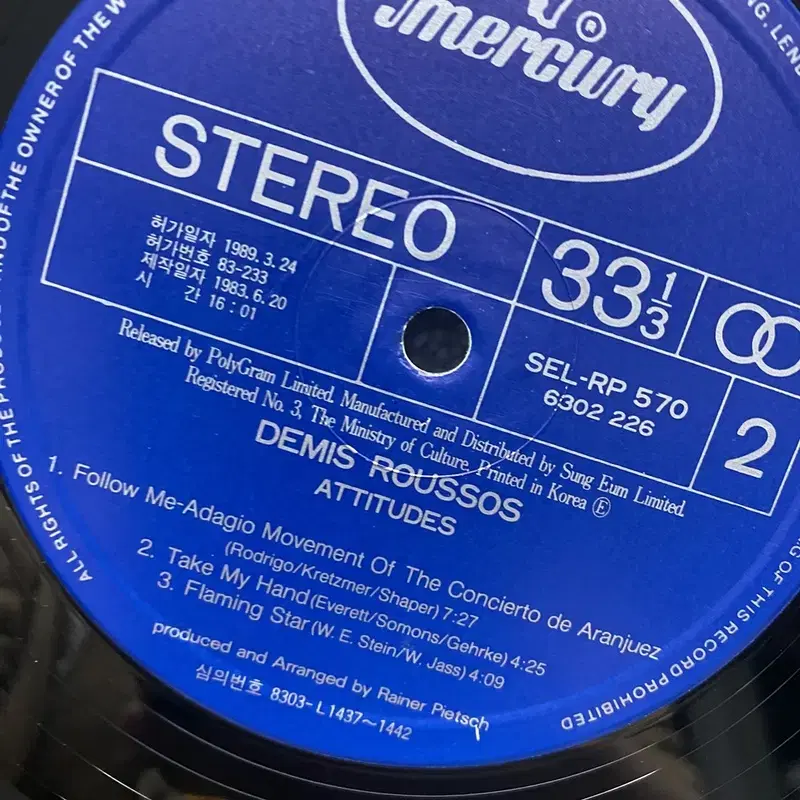 mercury ®
STEREO
33 1/3
허가일자 1989. 3. 24
허가번호 83-233
제작일자 1983. 6. 20
시 간 16 : 01
SEL-RP 570
6302 226
2
Released by PolyGram Limited. Manufactured and Distributed by Sung Eum Limited.
Registered No. 3, The Ministry of Culture. Printed in Korea Ⓔ
DEMIS ROUSSOS
ATTITUDES
1. Follow Me-Adagio Movement Of The Concierto de Aranjuez
(Rodrigo/Kretzmer/Shaper) 7:27
2. Take My Hand (Everett/Somons/Gehrke) 4:25
3. Flaming Star (W. E. Stein/W. Jass) 4:09
produced and Arranged by Rainer Pietsch
심의번호 8303-L1437~1442
ALL RIGHTS OF THE AND OF THE OWNER OF THE
OF THIS RECORD PROHIBITED